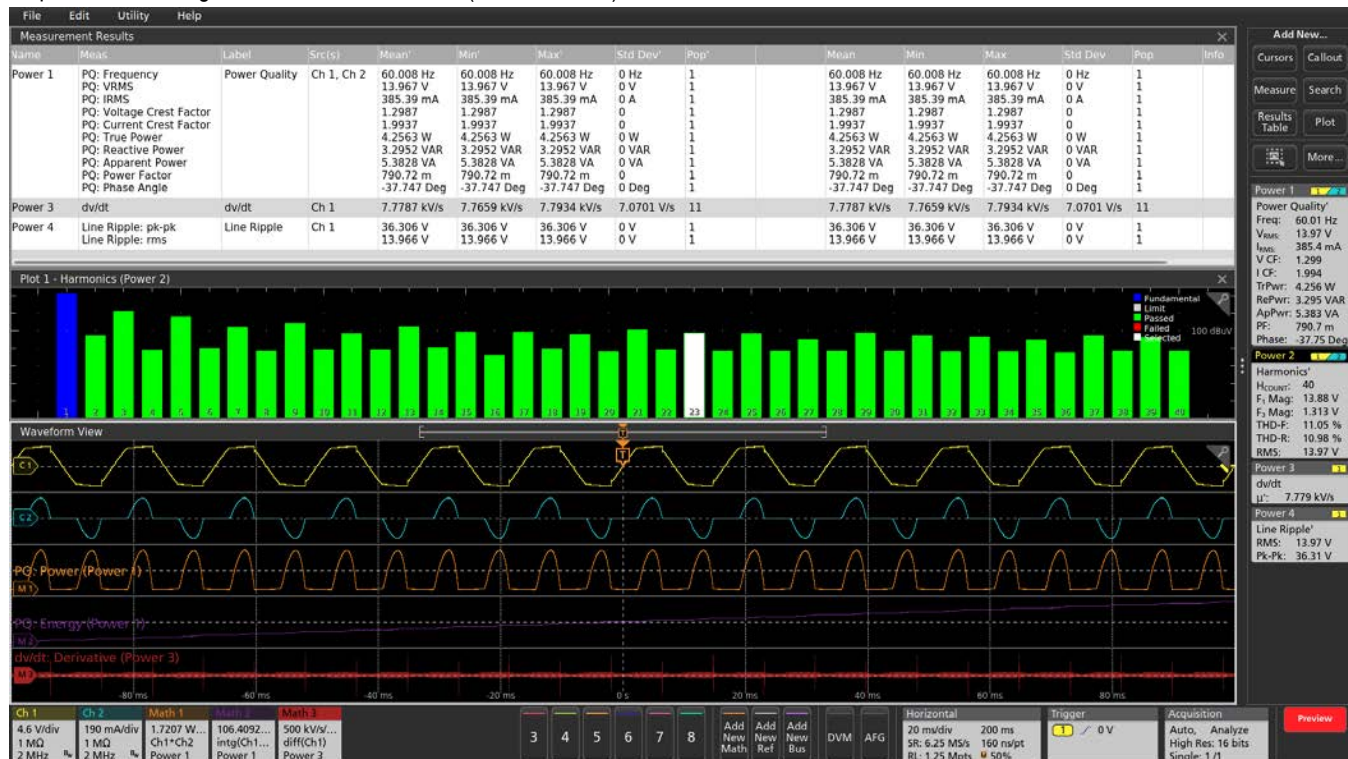 File Edit Utility Help
Measurement Results
Name Meas Label Src(s) Mean' Min' Max' Std Dev' Pop' Mean Min Max Std Dev Pop Info
Power 1 PQ: Frequency Power Quality Ch 1, Ch 2 60.008 Hz 60.008 Hz 60.008 Hz 0 Hz 1 60.008 Hz 60.008 Hz 60.008 Hz 0 Hz 1
PQ: VRMS 13.967 V 13.967 V 13.967 V 0 V 1 13.967 V 13.967 V 13.967 V 0 V 1
PQ: IRMS 385.39 mA 385.39 mA 385.39 mA 0 A 1 385.39 mA 385.39 mA 385.39 mA 0 A 1
PQ: Voltage Crest Factor 1.2987 1.2987 1.2987 0 1 1.2987 1.2987 1.2987 0 1
PQ: Current Crest Factor 1.9937 1.9937 1.9937 0 1 1.9937 1.9937 1.9937 0 1
PQ: True Power 4.2563 W 4.2563 W 4.2563 W 0 W 1 4.2563 W 4.2563 W 4.2563 W 0 W 1
PQ: Reactive Power 3.2952 VAR 3.2952 VAR 3.2952 VAR 0 VAR 1 3.2952 VAR 3.2952 VAR 3.2952 VAR 0 VAR 1
PQ: Apparent Power 5.3828 VA 5.3828 VA 5.3828 VA 0 VA 1 5.3828 VA 5.3828 VA 5.3828 VA 0 VA 1
PQ: Power Factor 790.72 m 790.72 m 790.72 m 0 1 790.72 m 790.72 m 790.72 m 0 1
PQ: Phase Angle -37.747 Deg -37.747 Deg -37.747 Deg 0 Deg 1 -37.747 Deg -37.747 Deg -37.747 Deg 0 Deg 1
Power 3 dv/dt dv/dt Ch 1 7.7787 kV/s 7.7659 kV/s 7.7934 kV/s 7.0701 V/s 11 7.7787 kV/s 7.7659 kV/s 7.7934 kV/s 7.0701 V/s 11
Power 4 Line Ripple: pk-pk Line Ripple Ch 1 36.306 V 36.306 V 36.306 V 0 V 1 36.306 V 36.306 V 36.306 V 0 V 1
Line Ripple: rms 13.966 V 13.966 V 13.966 V 0 V 1 13.966 V 13.966 V 13.966 V 0 V 1
Plot 1 - Harmonics (Power 2)
Fundamental
Limit
Passed
Failed
Selected
100 dBuV
1 2 3 4 5 6 7 8 9 10 11 12 13 14 15 16 17 18 19 20 21 22 23 24 25 26 27 28 29 30 31 32 33 34 35 36 37 38 39 40
Waveform View
T
T
C1
C2
PQ: Power (Power 1)
M1
PQ: Energy (Power 1)
M2
dv/dt: Derivative (Power 3)
M3
-80 ms -60 ms -40 ms -20 ms 0 s 20 ms 40 ms 60 ms 80 ms
Add New...
Cursors Callout
Measure Search
Results Table Plot
More...
Power 1 1 2
Power Quality'
Freq: 60.01 Hz
VRMS: 13.97 V
IRMS: 385.4 mA
V CF: 1.299
I CF: 1.994
TrPwr: 4.256 W
RePwr: 3.295 VAR
ApPwr: 5.383 VA
PF: 790.7 m
Phase: -37.75 Deg
Power 2 1 2
Harmonics'
HCOUNT: 40
F1 Mag: 13.88 V
F3 Mag: 1.313 V
THD-F: 11.05 %
THD-R: 10.98 %
RMS: 13.97 V
Power 3 1
dv/dt
µ': 7.779 kV/s
Power 4 1
Line Ripple'
RMS: 13.97 V
Pk-Pk: 36.31 V
Ch 1
4.6 V/div
1 MΩ
2 MHz
Ch 2
190 mA/div
1 MΩ
2 MHz
Math 1
1.7207 W...
Ch1*Ch2
Power 1
Math 2
106.4092...
intg(Ch1...
Power 1
Math 3
500 kV/s/...
diff(Ch1)
Power 3
3 4 5 6 7 8
Add New Math
Add New Ref
Add New Bus
DVM AFG
Horizontal
20 ms/div 200 ms
SR: 6.25 MS/s 160 ns/pt
RL: 1.25 Mpts 50%
Trigger
1 0 V
Acquisition
Auto, Analyze
High Res: 16 bits
Single: 1 /1
Preview